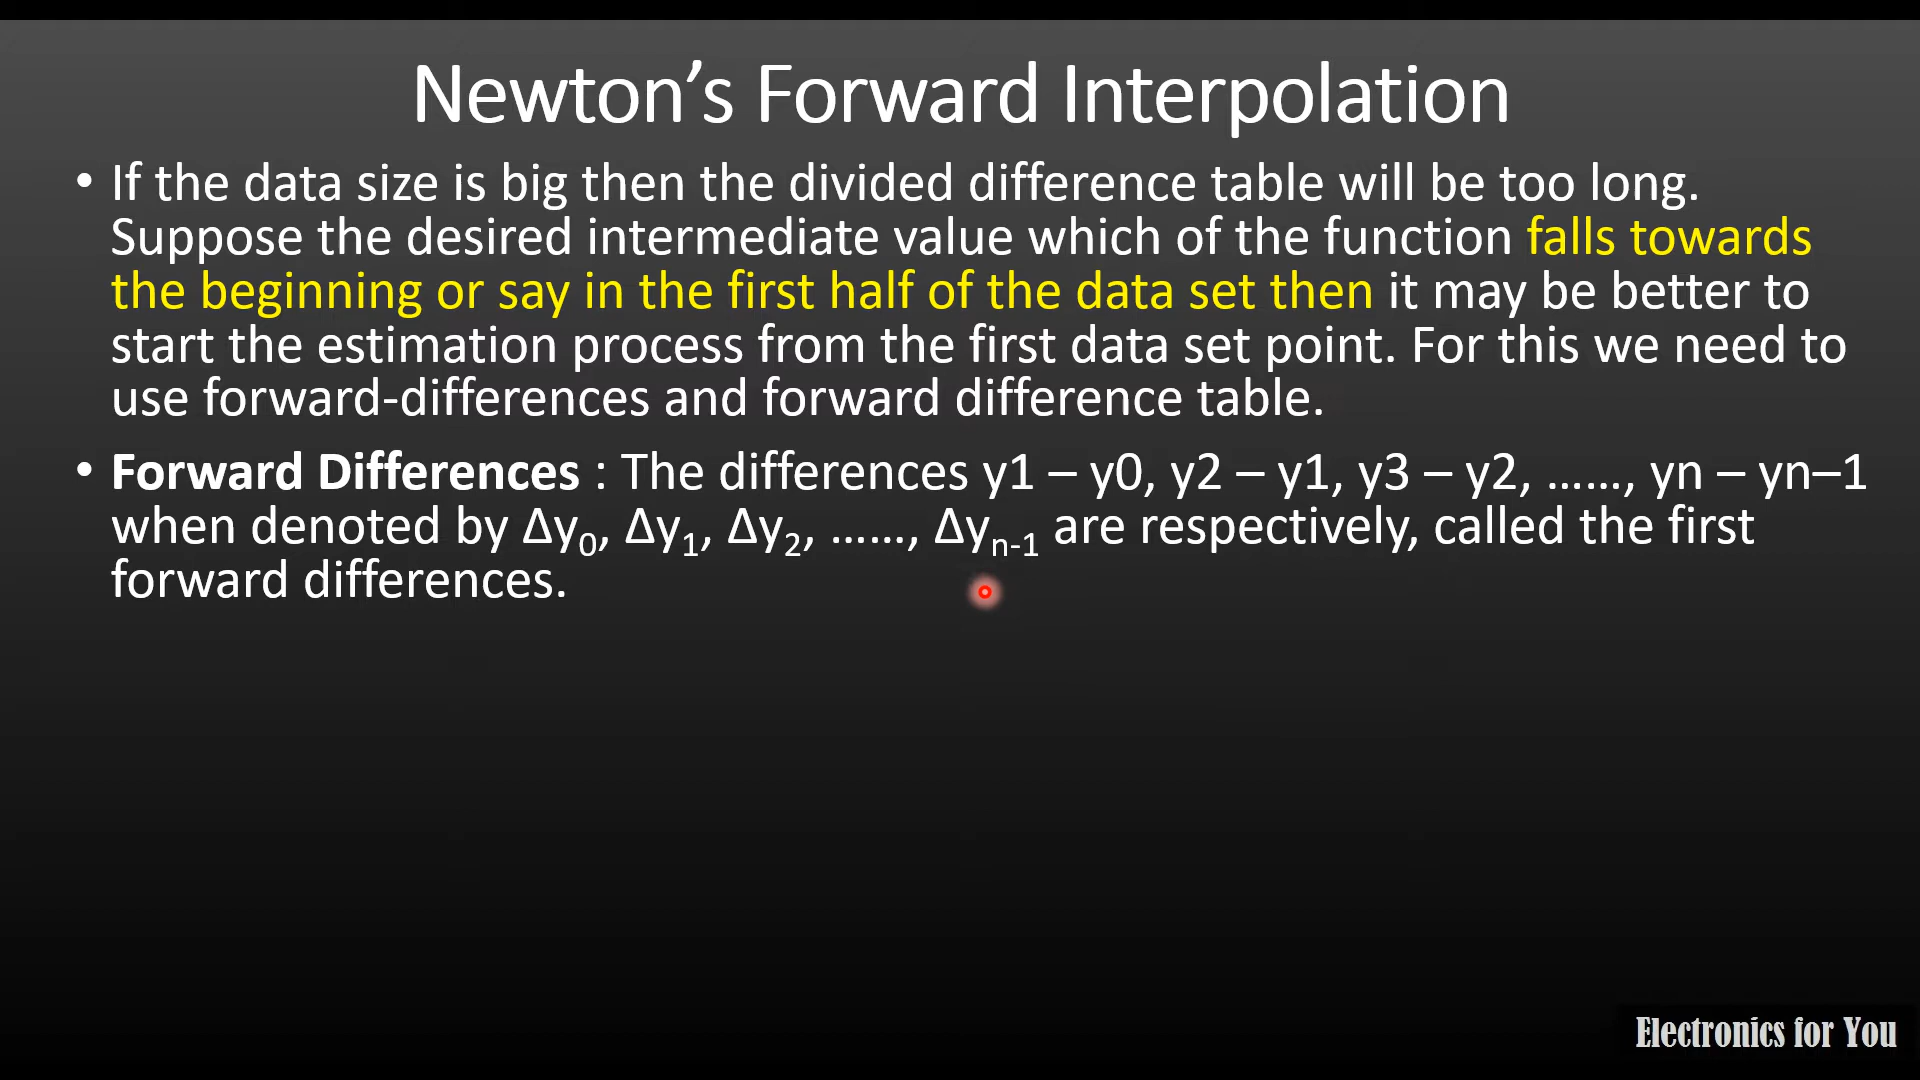 Newton’s Forward Interpolation
• If the data size is big then the divided difference table will be too long.
Suppose the desired intermediate value which of the function falls towards
the beginning or say in the first half of the data set then it may be better to
start the estimation process from the first data set point. For this we need to
use forward-differences and forward difference table.
• Forward Differences : The differences y1 – y0, y2 – y1, y3 – y2, ……, yn – yn–1
when denoted by Δy₀, Δy₁, Δy₂, ……, Δyₙ₋₁ are respectively, called the first
forward differences.
Electronics for You